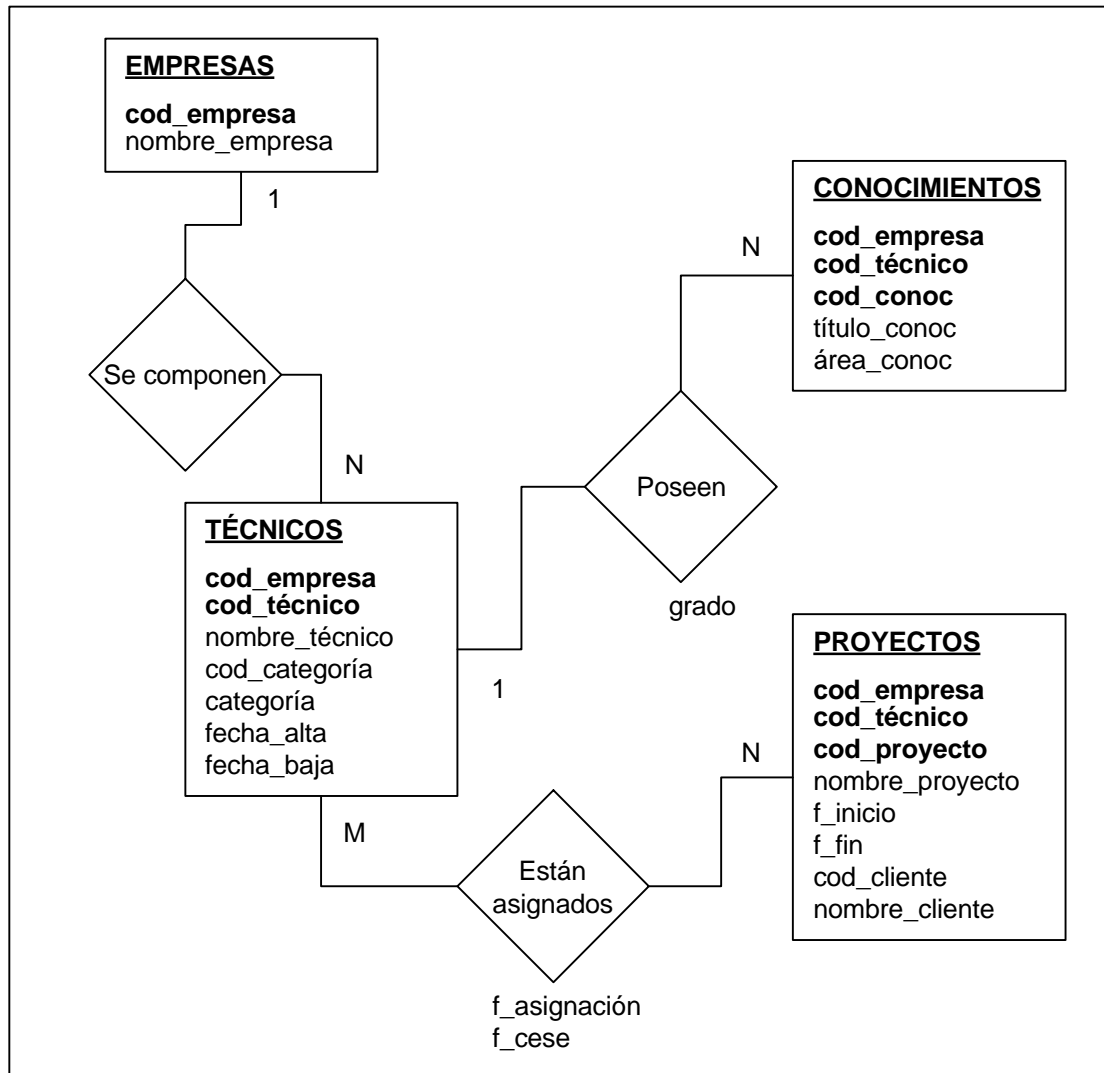 EMPRESAS
cod_empresa
nombre_empresa
1
Se componen
N
TÉCNICOS
cod_empresa
cod_técnico
nombre_técnico
cod_categoría
categoría
fecha_alta
fecha_baja
1
Poseen
grado
N
CONOCIMIENTOS
cod_empresa
cod_técnico
cod_conoc
título_conoc
área_conoc
M
Están
asignados
f_asignación
f_cese
N
PROYECTOS
cod_empresa
cod_técnico
cod_proyecto
nombre_proyecto
f_inicio
f_fin
cod_cliente
nombre_cliente